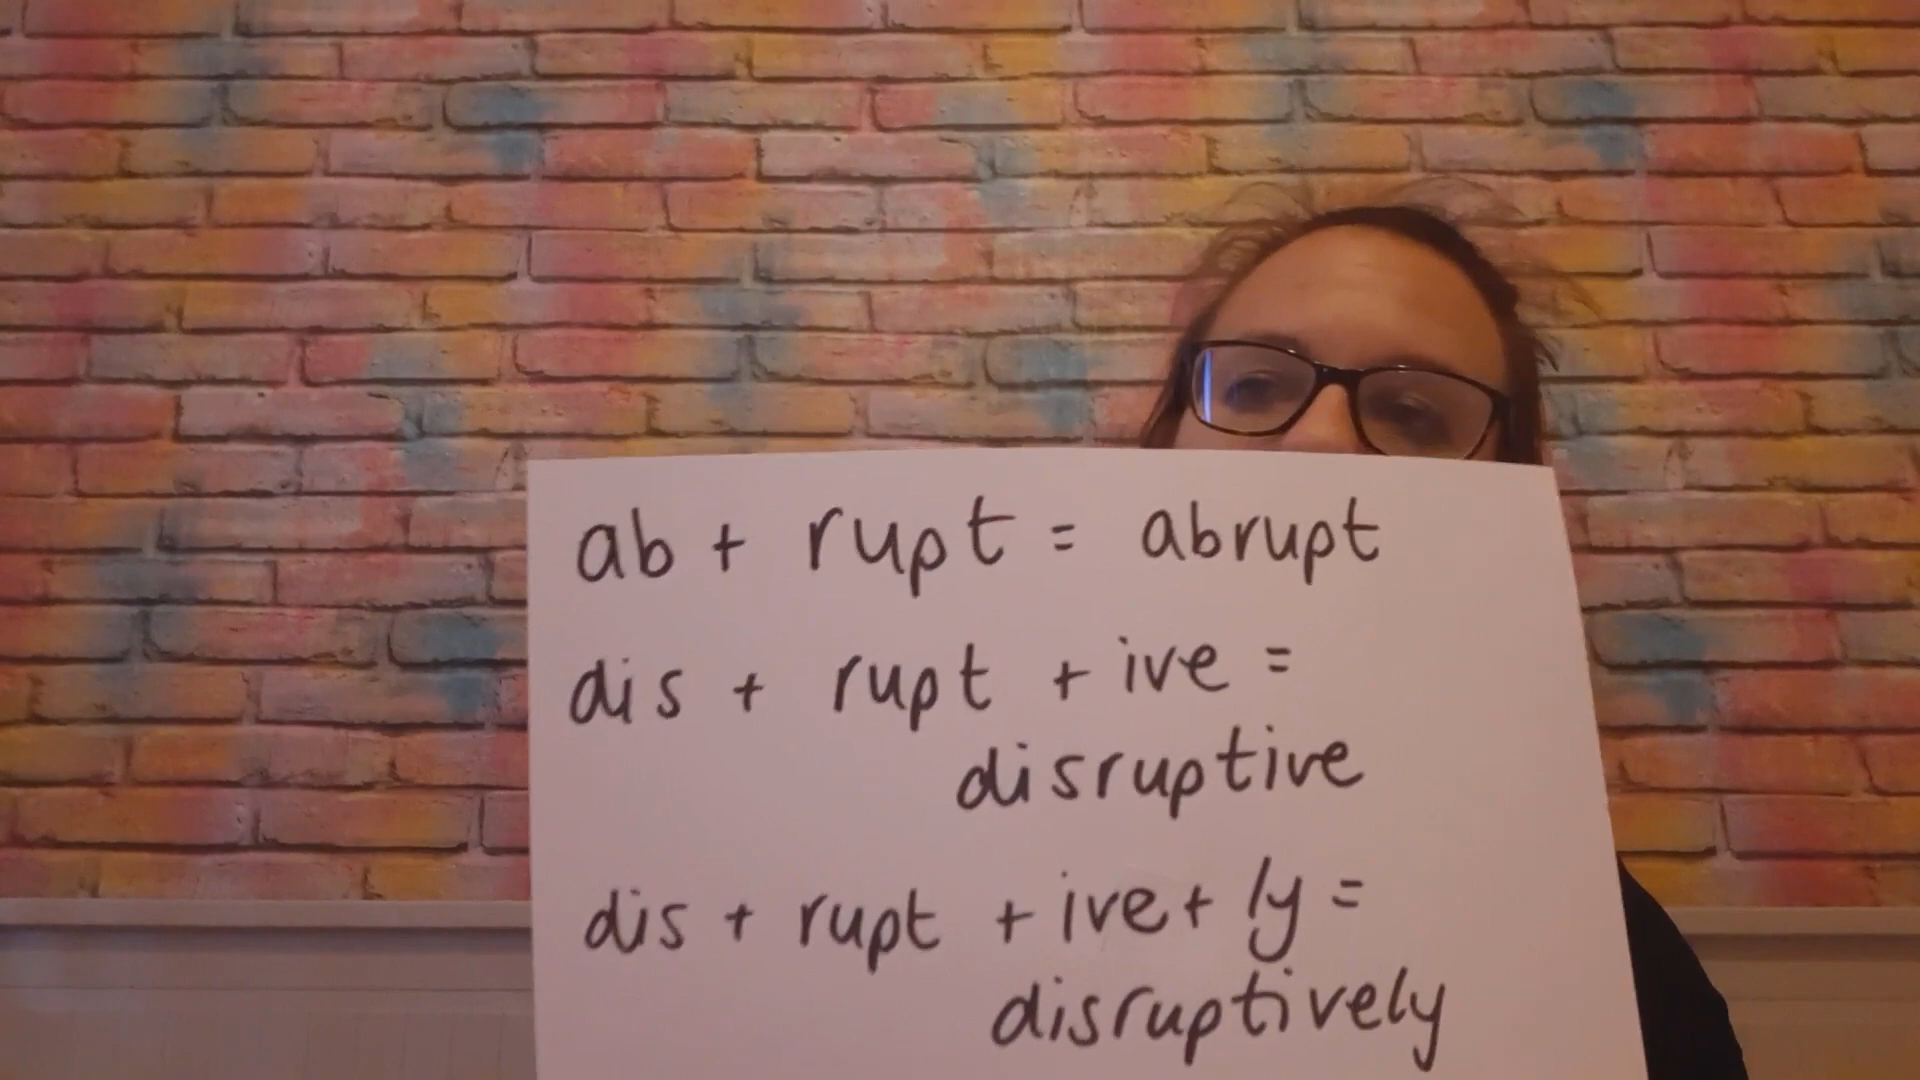 ab + rupt = abrupt
dis + rupt + ive =
disruptive
dis + rupt + ive + ly =
disruptively